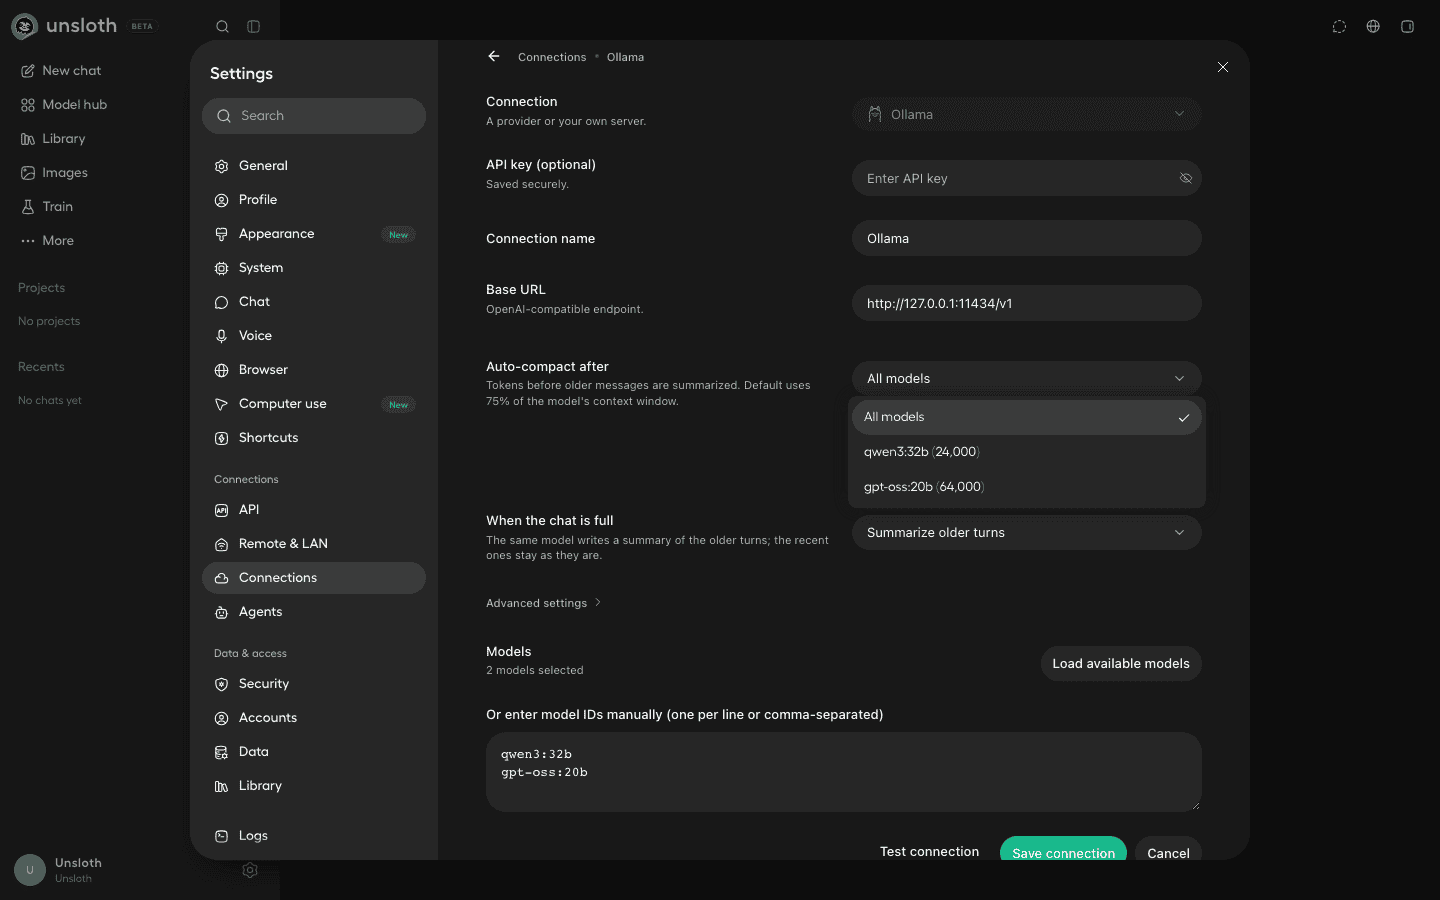 unsloth BETA
New chat
Model hub
Library
Images
Train
More
Projects
No projects
Recents
No chats yet
U
Unsloth
Unsloth
Settings
Search
General
Profile
Appearance New
System
Chat
Voice
Browser
Computer use New
Shortcuts
Connections
API API
Remote & LAN
Connections
Agents
Data & access
Security
Accounts
Data
Library
Logs
Connections • Ollama
Connection
A provider or your own server.
Ollama
API key (optional)
Saved securely.
Enter API key
Connection name
Ollama
Base URL
OpenAI-compatible endpoint.
http://127.0.0.1:11434/v1
Auto-compact after
Tokens before older messages are summarized. Default uses
75% of the model's context window.
All models
All models
qwen3:32b (24,000)
gpt-oss:20b (64,000)
When the chat is full
The same model writes a summary of the older turns; the recent
ones stay as they are.
Summarize older turns
Advanced settings
Models
2 models selected
Load available models
Or enter model IDs manually (one per line or comma-separated)
qwen3:32b
gpt-oss:20b
Test connection
Save connection
Cancel